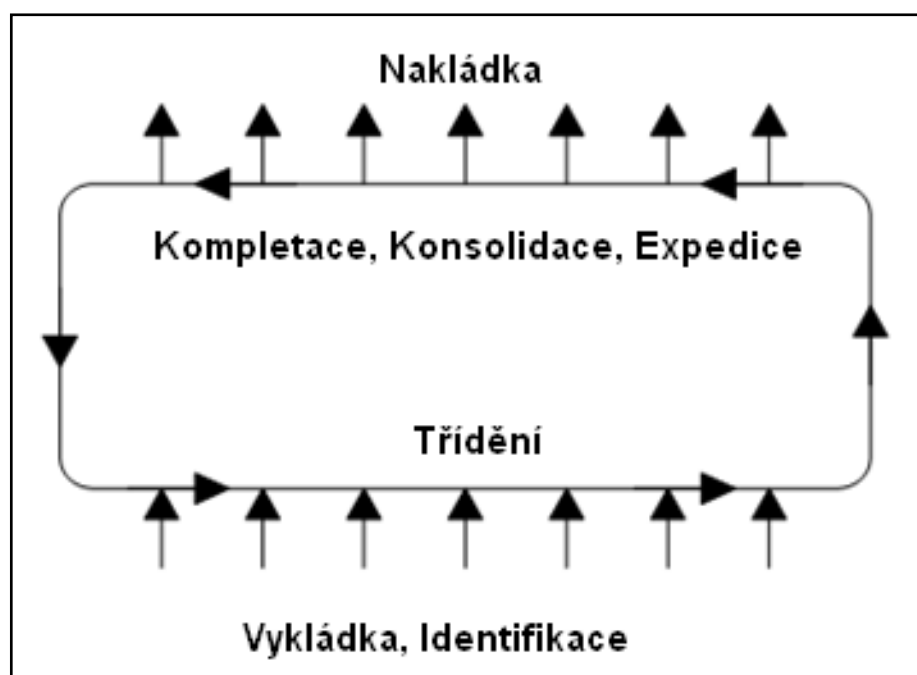 Nakládka
Kompletace, Konsolidace, Expedice
Třídění
Vykládka, Identifikace